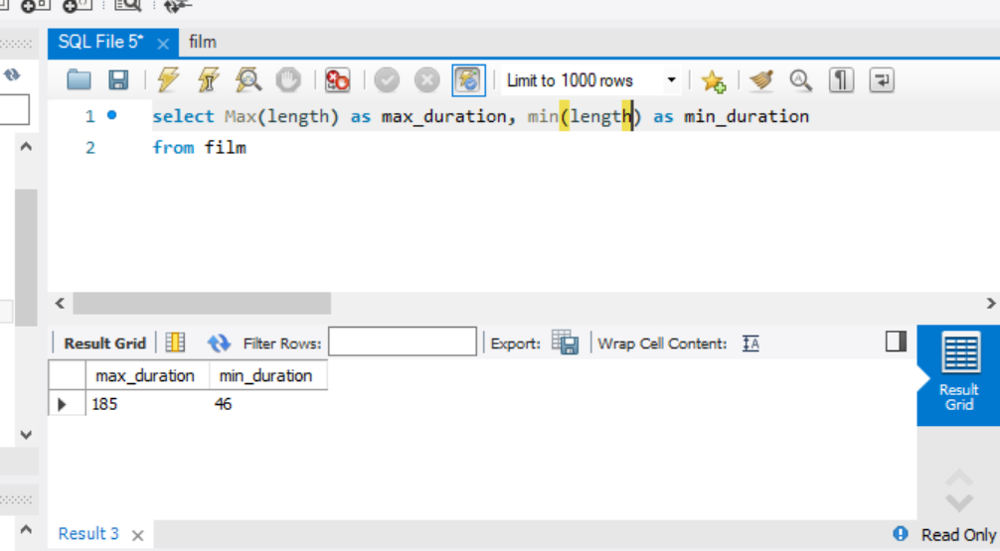 SQL File 5* film
Limit to 1000 rows
1 select Max(length) as max_duration, min(length) as min_duration
2 from film
Result Grid Filter Rows: Export: Wrap Cell Content:
max_duration min_duration
185 46
Result
Grid
Result 3 Read Only